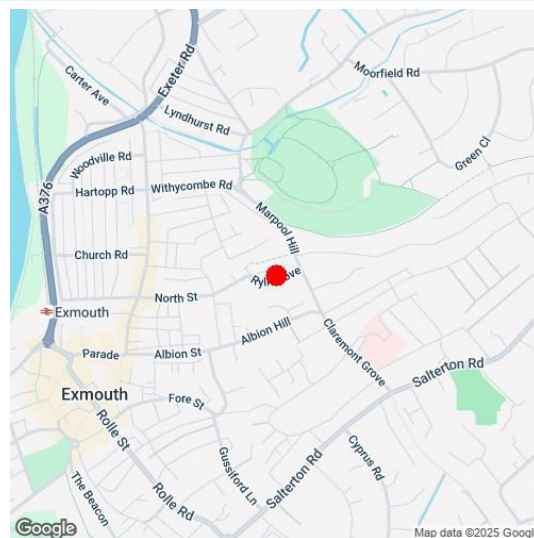 Carter Ave
Exeter Rd
Moorfield Rd
Lyndhurst Rd
Green Cl
Woodville Rd
A376
Hartopp Rd
Withycombe Rd
Marpool Hill
Church Rd
North St
Exmouth
Albion Hill
Parade
Albion St
Claremont Grove
Salterton Rd
Exmouth
Fore St
Rolle St
Gussiford Ln
Cyprus Rd
Salterton Rd
The Beacon
Rolle Rd
Google
Map data ©2025 Google